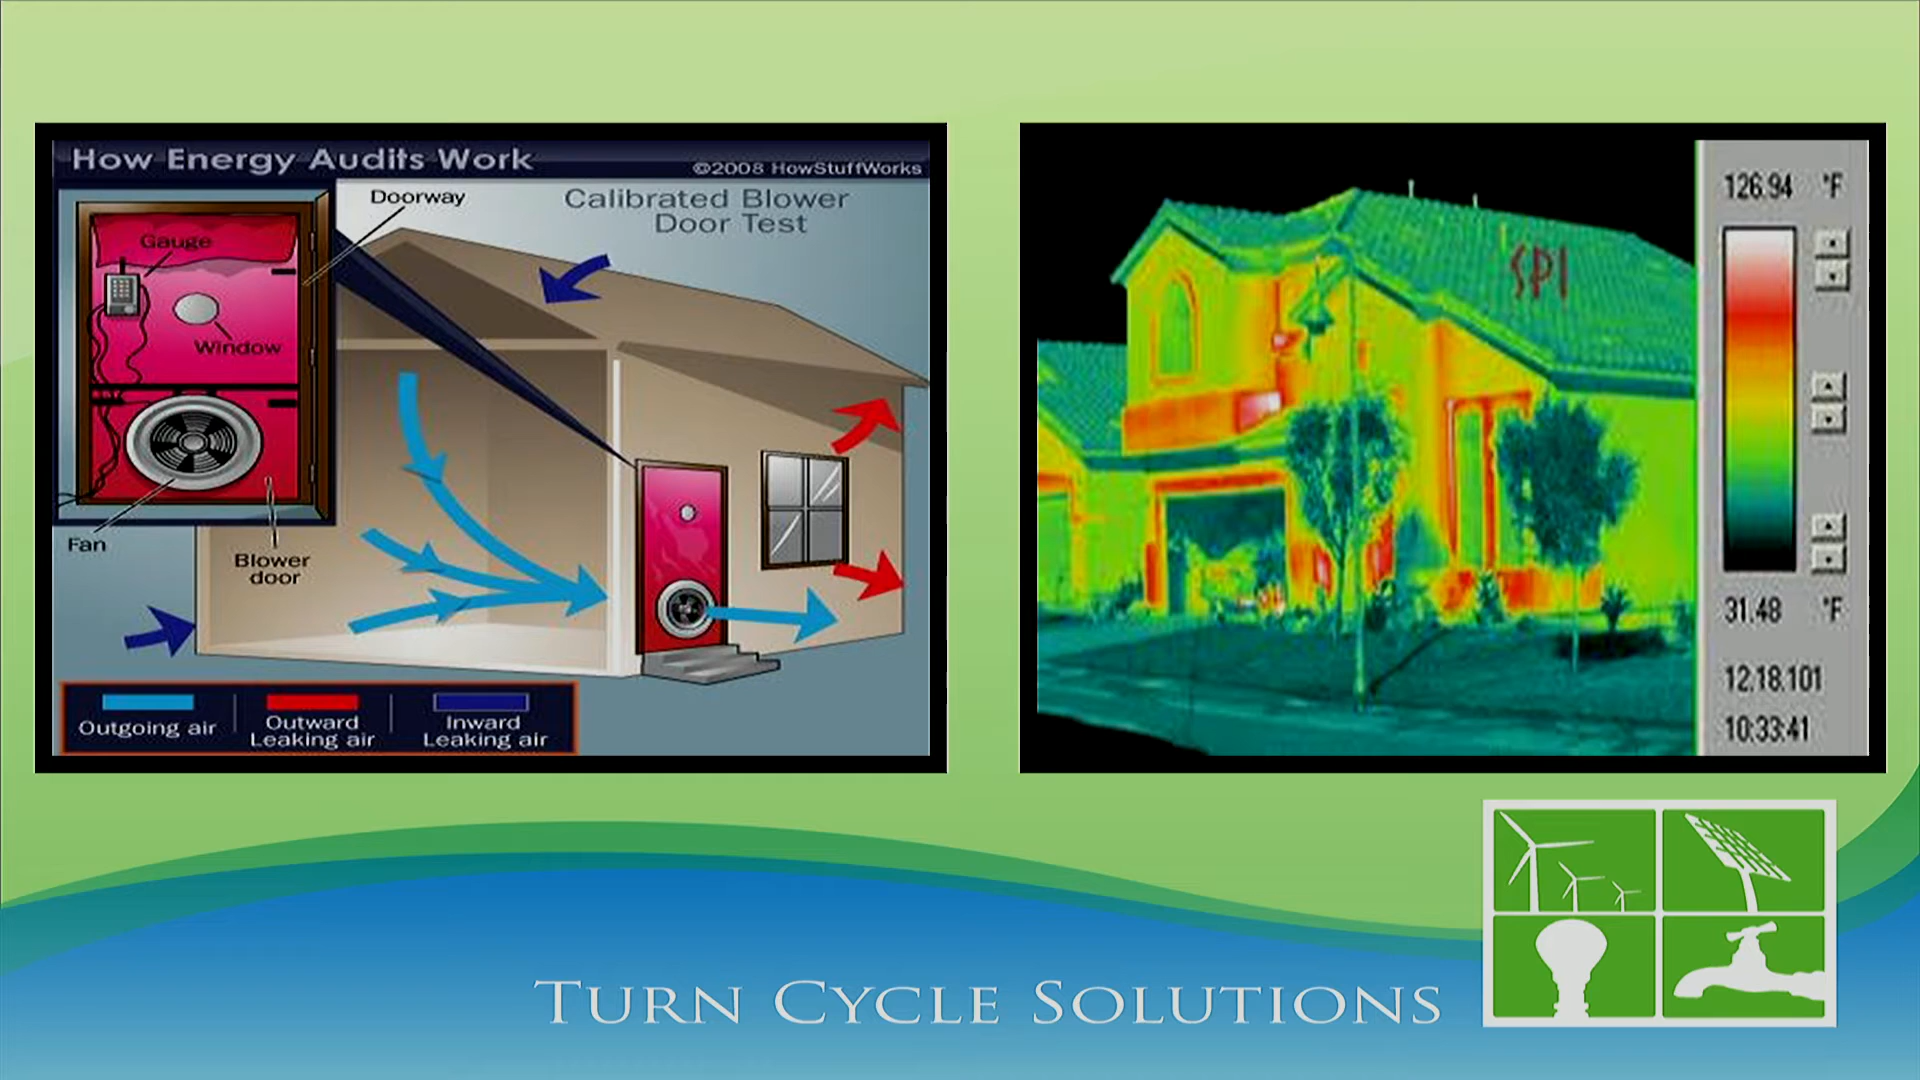 How Energy Audits Work
©2008 HowStuffWorks
Calibrated Blower
Door Test
Doorway
Gauge
Window
Fan
Blower
door
Outgoing air
Outward
Leaking air
Inward
Leaking air
SPI
126.94 °F
31.48 °F
12.18.101
10:33:41
TURN CYCLE SOLUTIONS